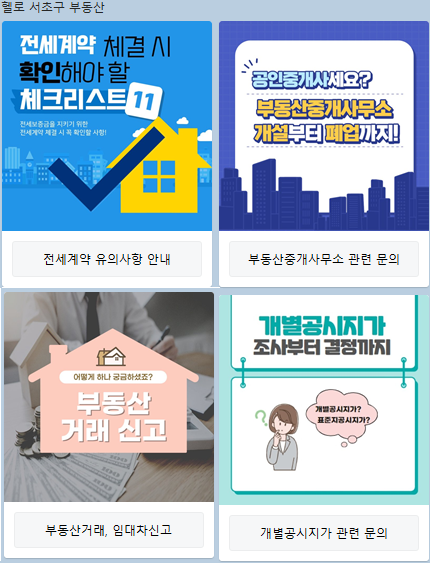 헬로 서초구 부동산
전세계약 체결 시
확인해야 할
체크리스트 11
전세보증금을 지키기 위한
전세계약 체결 시 꼭 확인할 사항!
전세계약 유의사항 안내
공인중개사세요?
부동산중개사무소
개설부터 폐업까지!
부동산중개사무소 관련 문의
어떻게 하나 궁금하셨죠?
부동산
거래 신고
부동산거래, 임대차신고
개별공시지가
조사부터 결정까지
개별공시지가?
표준지공시지가?
개별공시지가 관련 문의